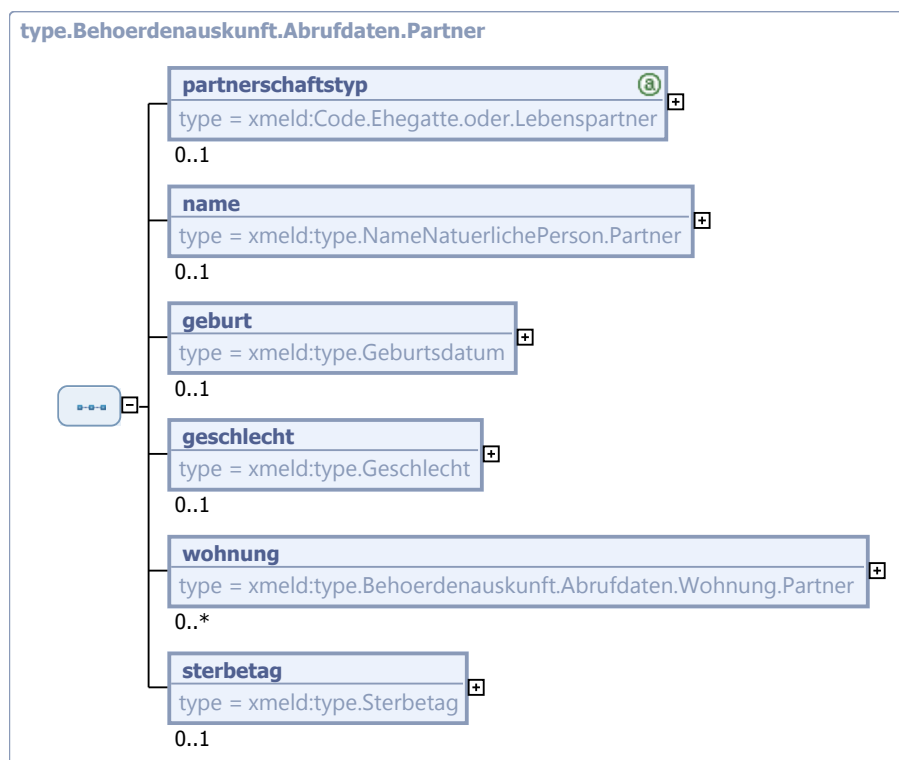 type.Behoerdenauskunft.Abrufdaten.Partner
partnerschaftstyp a
type = xmeld:Code.Ehegatte.oder.Lebenspartner
0..1
name
type = xmeld:type.NameNatuerlichePerson.Partner
0..1
geburt
type = xmeld:type.Geburtsdatum
0..1
geschlecht
type = xmeld:type.Geschlecht
0..1
wohnung
type = xmeld:type.Behoerdenauskunft.Abrufdaten.Wohnung.Partner
0..*
sterbetag
type = xmeld:type.Sterbetag
0..1